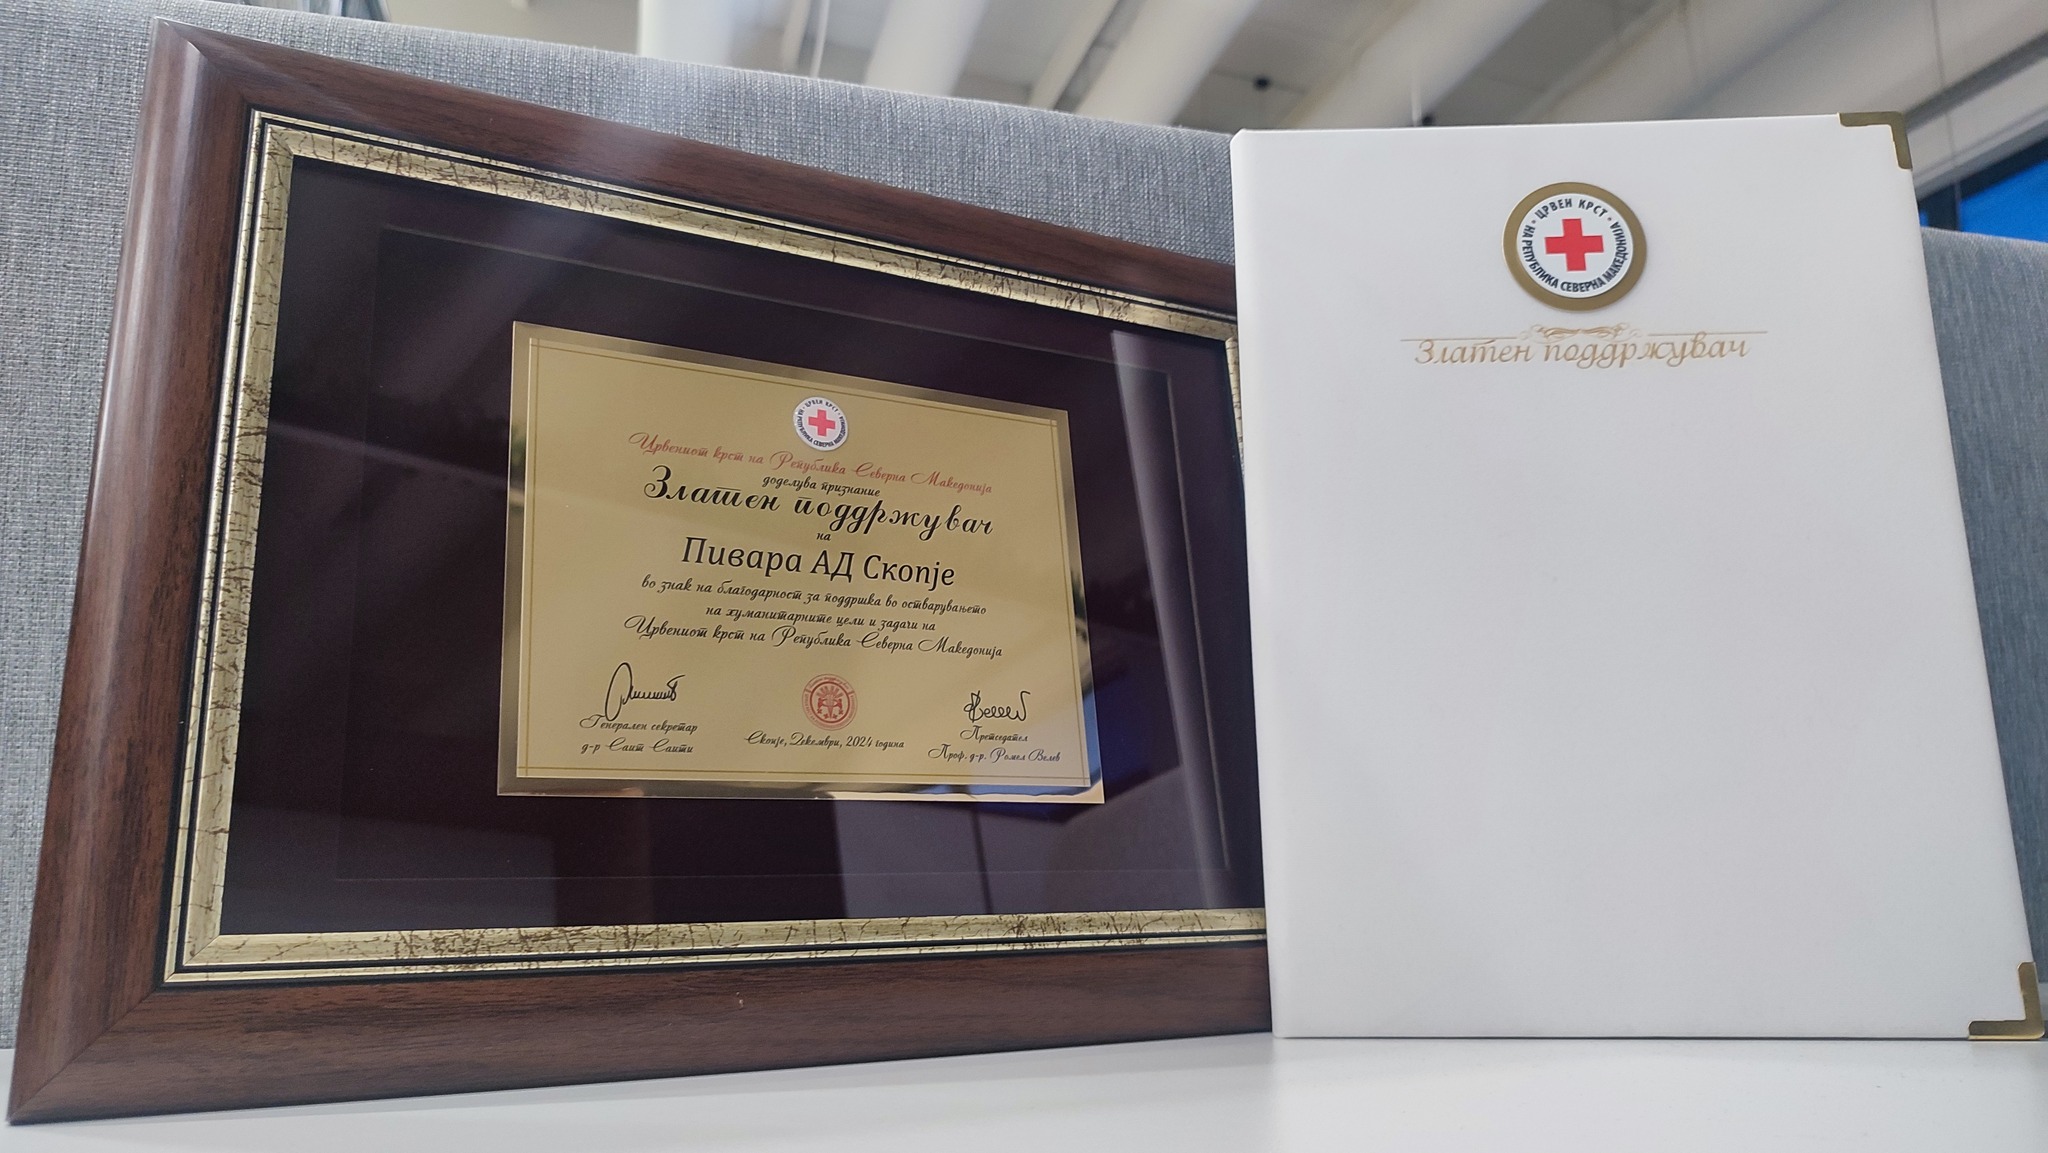 ЦРВЕН КРСТ
НА РЕПУБЛИКА СЕВЕРНА МАКЕДОНИЈА
Црвениот крст на Република Северна Македонија
доделува признание
Златен поддржувач
на
Пивара АД Скопје
во знак на благодарност за поддршка во остварувањето
на хуманитарните цели и задачи на
Црвениот крст на Република Северна Македонија
Генерален секретар
д-р Саит Саити
Скопје, Декември, 2024 година
Претседател
Проф. д-р. Ромел Велев
ЦРВЕН КРСТ
НА РЕПУБЛИКА СЕВЕРНА МАКЕДОНИЈА
Златен поддржувач